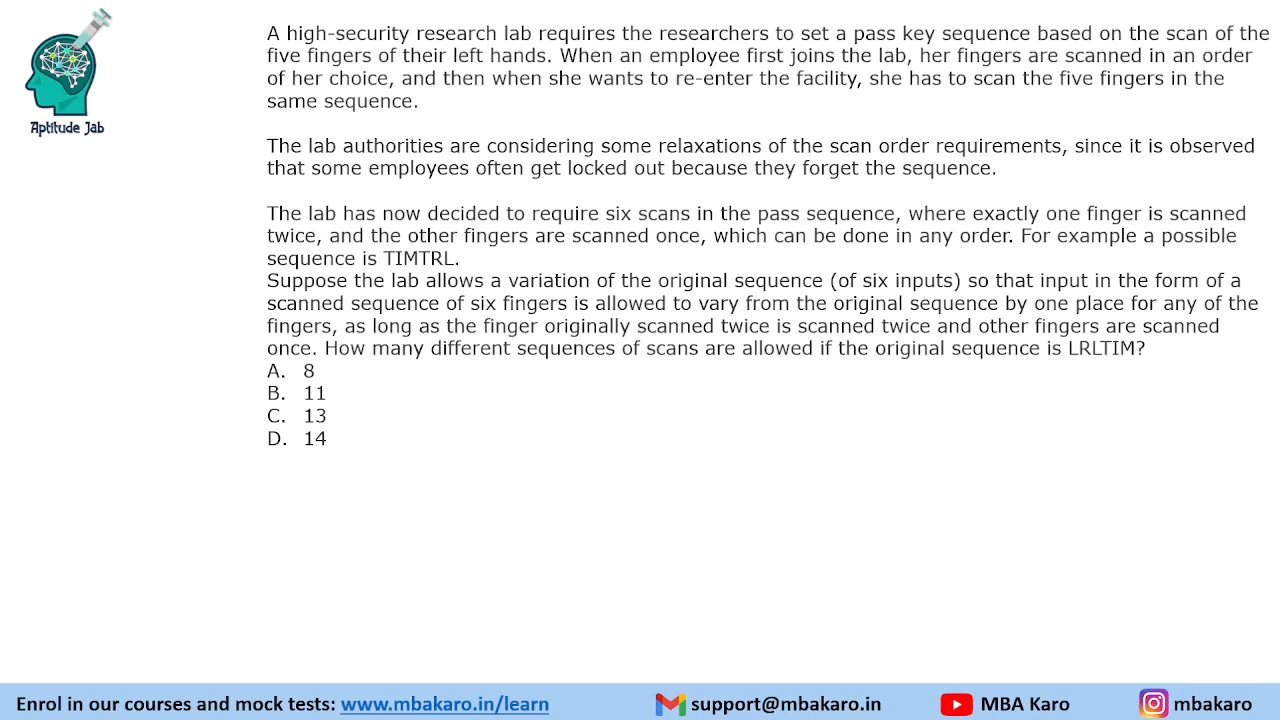 Aptitude Jab
A high-security research lab requires the researchers to set a pass key sequence based on the scan of the
five fingers of their left hands. When an employee first joins the lab, her fingers are scanned in an order
of her choice, and then when she wants to re-enter the facility, she has to scan the five fingers in the
same sequence.
The lab authorities are considering some relaxations of the scan order requirements, since it is observed
that some employees often get locked out because they forget the sequence.
The lab has now decided to require six scans in the pass sequence, where exactly one finger is scanned
twice, and the other fingers are scanned once, which can be done in any order. For example a possible
sequence is TIMTRL.
Suppose the lab allows a variation of the original sequence (of six inputs) so that input in the form of a
scanned sequence of six fingers is allowed to vary from the original sequence by one place for any of the
fingers, as long as the finger originally scanned twice is scanned twice and other fingers are scanned
once. How many different sequences of scans are allowed if the original sequence is LRLTIM?
A. 8
B. 11
C. 13
D. 14
Enrol in our courses and mock tests: www.mbakaro.in/learn support@mbakaro.in MBA Karo mbakaro